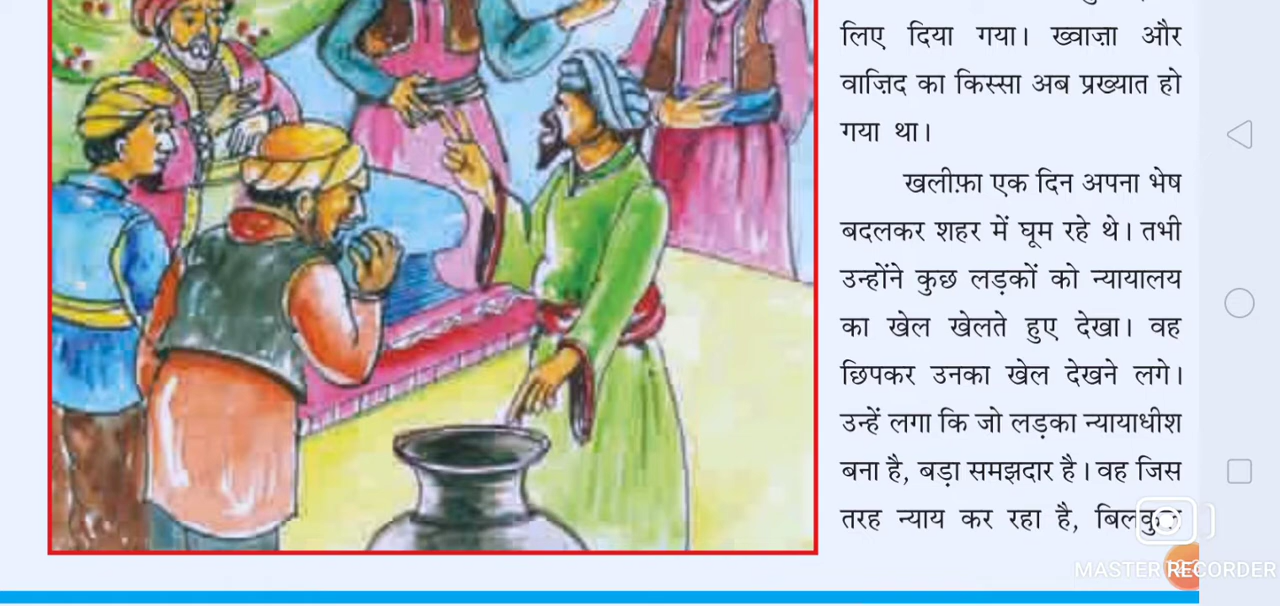 लिए दिया गया। ख्वाज़ा और
वाज़िद का किस्सा अब प्रख्यात हो
गया था।
खलीफ़ा एक दिन अपना भेष
बदलकर शहर में घूम रहे थे। तभी
उन्होंने कुछ लड़कों को न्यायालय
का खेल खेलते हुए देखा। वह
छिपकर उनका खेल देखने लगे।
उन्हें लगा कि जो लड़का न्यायाधीश
बना है, बड़ा समझदार है। वह जिस
तरह न्याय कर रहा है,
MASTER RECORDER